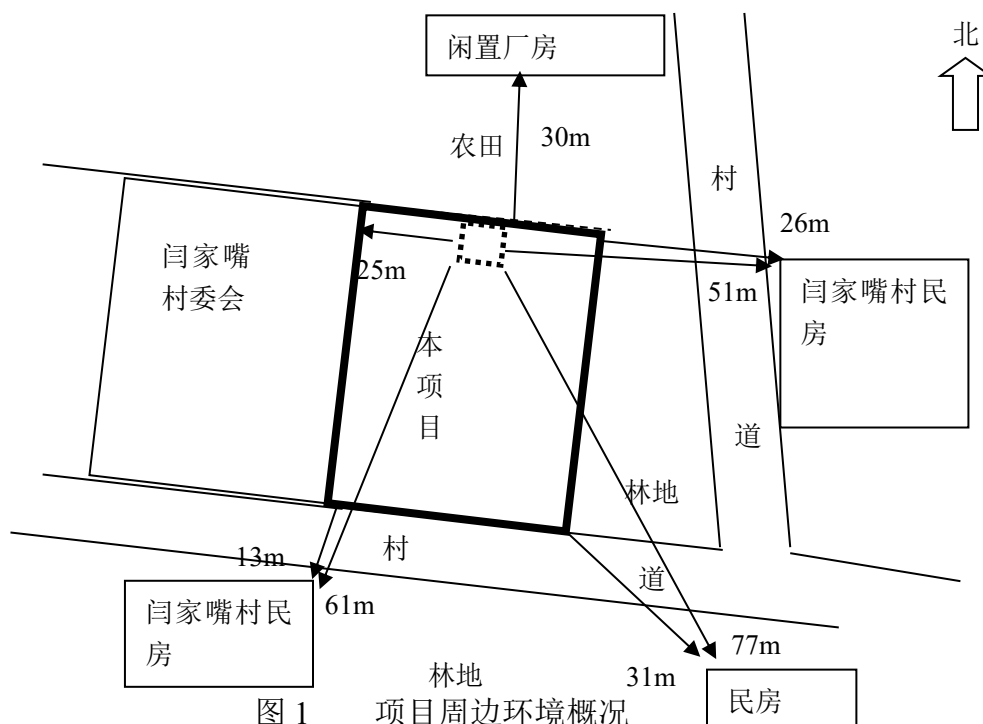 闲置厂房
北
农田
30m
村
26m
闫家嘴
村委会
25m
51m
闫家嘴村民
房
本
项
目
道
林地
13m
村
道
闫家嘴村民
房
61m
77m
林地
31m
民房
图 1 项目周边环境概况